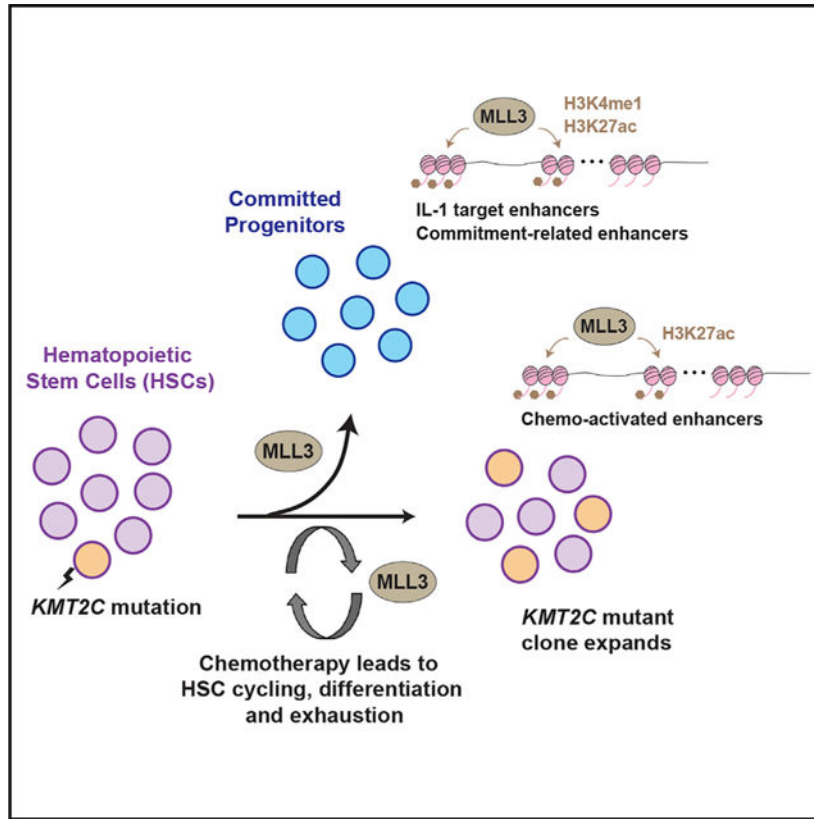 MLL3
H3K4me1
H3K27ac
IL-1 target enhancers
Commitment-related enhancers
Committed
Progenitors
MLL3
H3K27ac
Chemo-activated enhancers
Hematopoietic
Stem Cells (HSCs)
MLL3
MLL3
KMT2C mutation
KMT2C mutant
clone expands
Chemotherapy leads to
HSC cycling, differentiation
and exhaustion